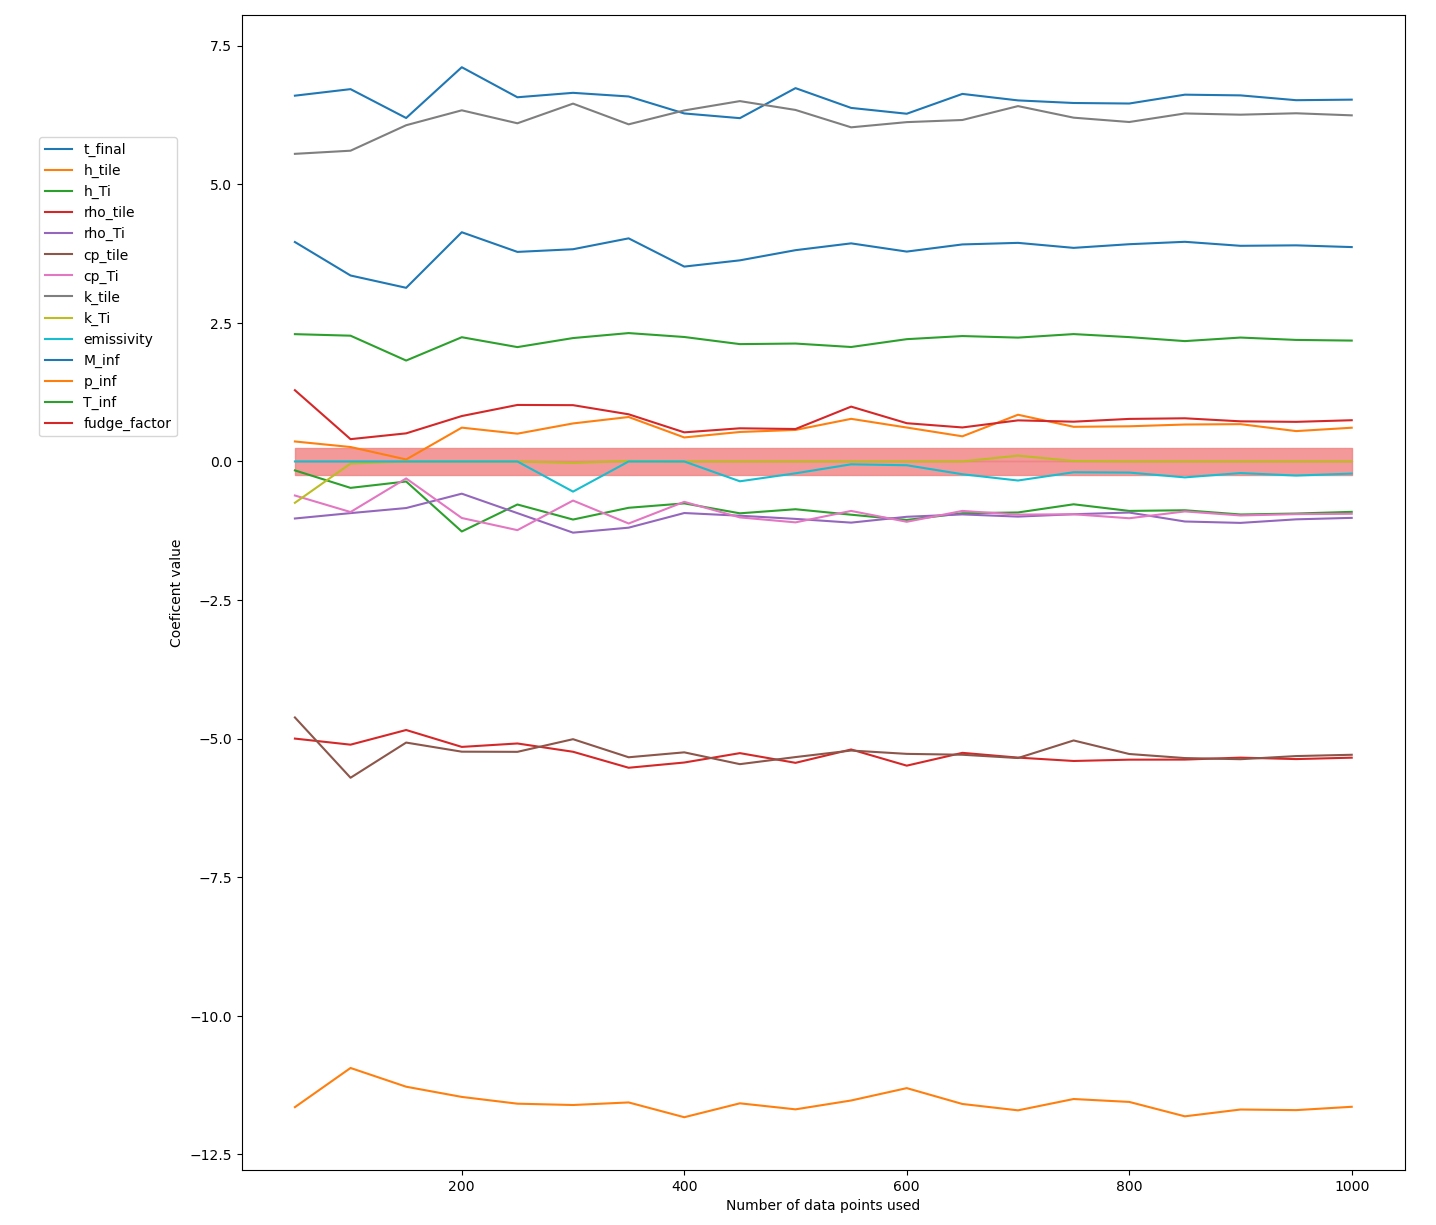 7.5
5.0
2.5
0.0
−2.5
−5.0
−7.5
−10.0
−12.5
Coeficent value
t_final
h_tile
h_Ti
rho_tile
rho_Ti
cp_tile
cp_Ti
k_tile
k_Ti
emissivity
M_inf
p_inf
T_inf
fudge_factor
200
400
600
800
1000
Number of data points used